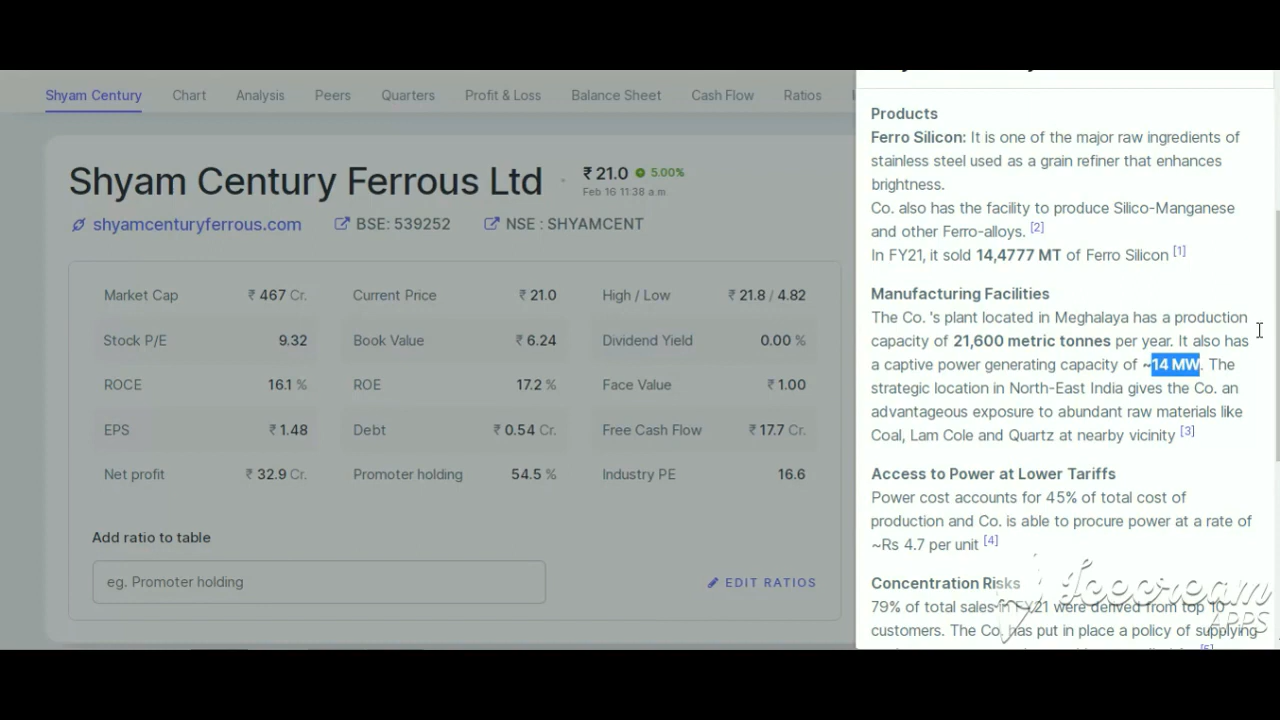 Shyam Century Chart Analysis Peers Quarters Profit & Loss Balance Sheet Cash Flow Ratios
Shyam Century Ferrous Ltd
₹ 21.0 5.00%
Feb 16 11:38 a.m.
shyamcenturyferrous.com BSE: 539252 NSE : SHYAMCENT
Market Cap ₹ 467 Cr. Current Price ₹ 21.0 High / Low ₹ 21.8 / 4.82
Stock P/E 9.32 Book Value ₹ 6.24 Dividend Yield 0.00 %
ROCE 16.1 % ROE 17.2 % Face Value ₹ 1.00
EPS ₹ 1.48 Debt ₹ 0.54 Cr. Free Cash Flow ₹ 17.7 Cr.
Net profit ₹ 32.9 Cr. Promoter holding 54.5 % Industry PE 16.6
Add ratio to table
eg. Promoter holding
EDIT RATIOS
Products
Ferro Silicon: It is one of the major raw ingredients of
stainless steel used as a grain refiner that enhances
brightness.
Co. also has the facility to produce Silico-Manganese
and other Ferro-alloys. [2]
In FY21, it sold 14,4777 MT of Ferro Silicon [1]
Manufacturing Facilities
The Co. 's plant located in Meghalaya has a production
capacity of 21,600 metric tonnes per year. It also has
a captive power generating capacity of ~14 MW. The
strategic location in North-East India gives the Co. an
advantageous exposure to abundant raw materials like
Coal, Lam Cole and Quartz at nearby vicinity [3]
Access to Power at Lower Tariffs
Power cost accounts for 45% of total cost of
production and Co. is able to procure power at a rate of
~Rs 4.7 per unit [4]
Concentration Risks
79% of total sales in FY21 were derived from top 10
customers. The Co. has put in place a policy of supplying
Icecream
APPS